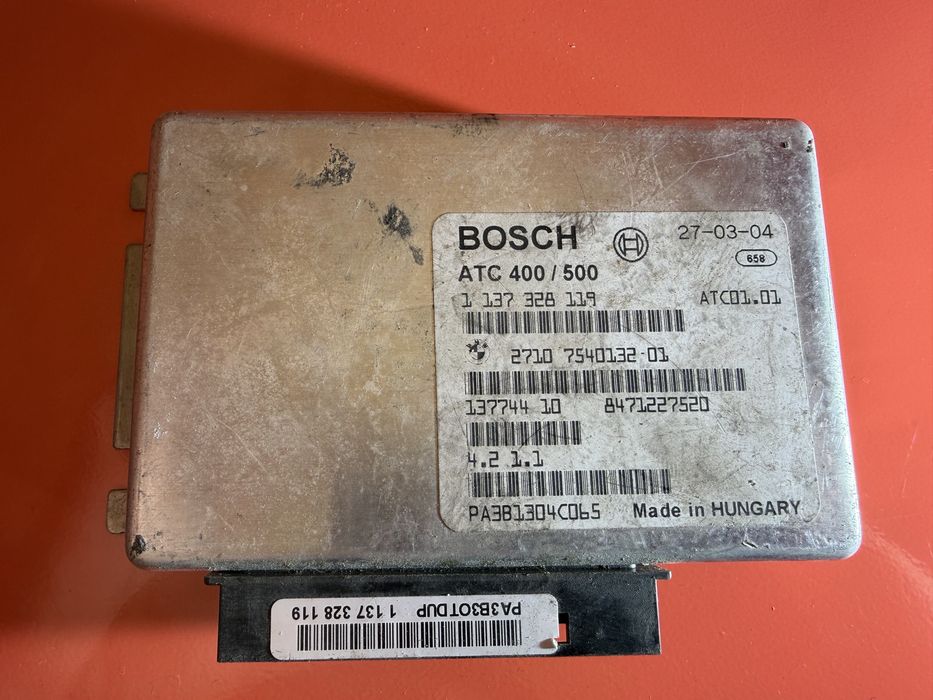 BOSCH 27-03-04
658
ATC 400 / 500
1 137 328 119 ATC01.01
2710 7540132-01
137744 10 8471227520
4.2 1.1
PA3B1304C065 Made in HUNGARY
PA3B3OTDUP 1 137 328 119